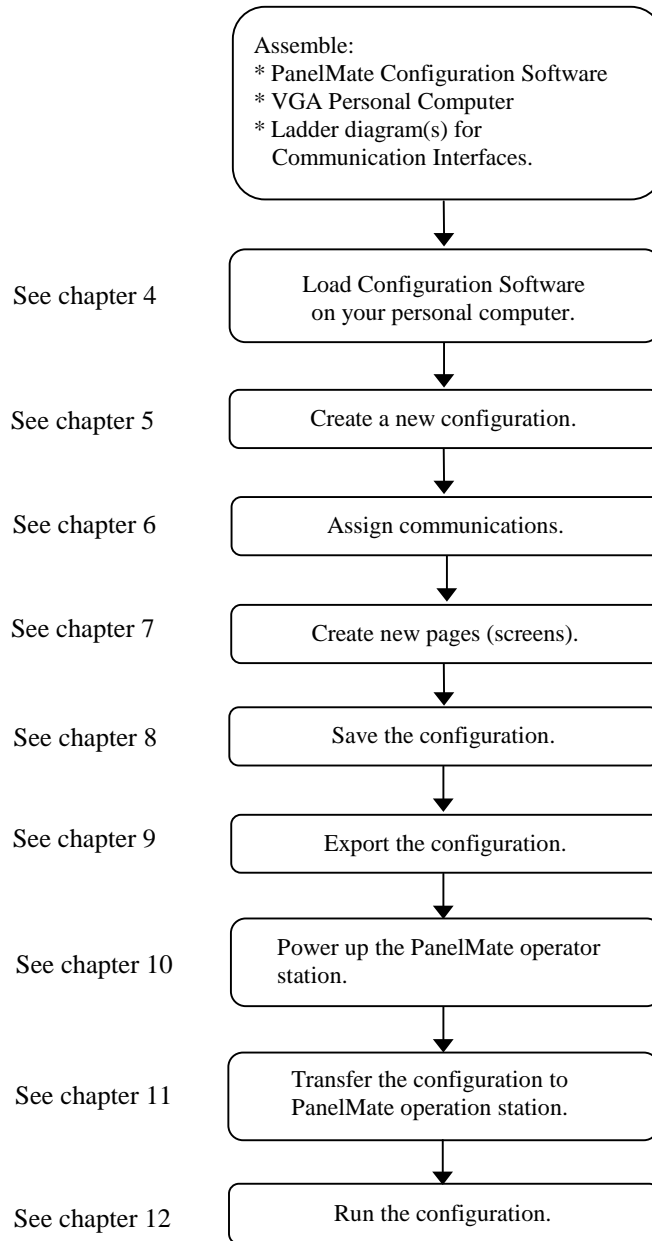 Assemble:
* PanelMate Configuration Software
* VGA Personal Computer
* Ladder diagram(s) for
Communication Interfaces.
See chapter 4
Load Configuration Software
on your personal computer.
See chapter 5
Create a new configuration.
See chapter 6
Assign communications.
See chapter 7
Create new pages (screens).
See chapter 8
Save the configuration.
See chapter 9
Export the configuration.
See chapter 10
Power up the PanelMate operator
station.
See chapter 11
Transfer the configuration to
PanelMate operation station.
See chapter 12
Run the configuration.